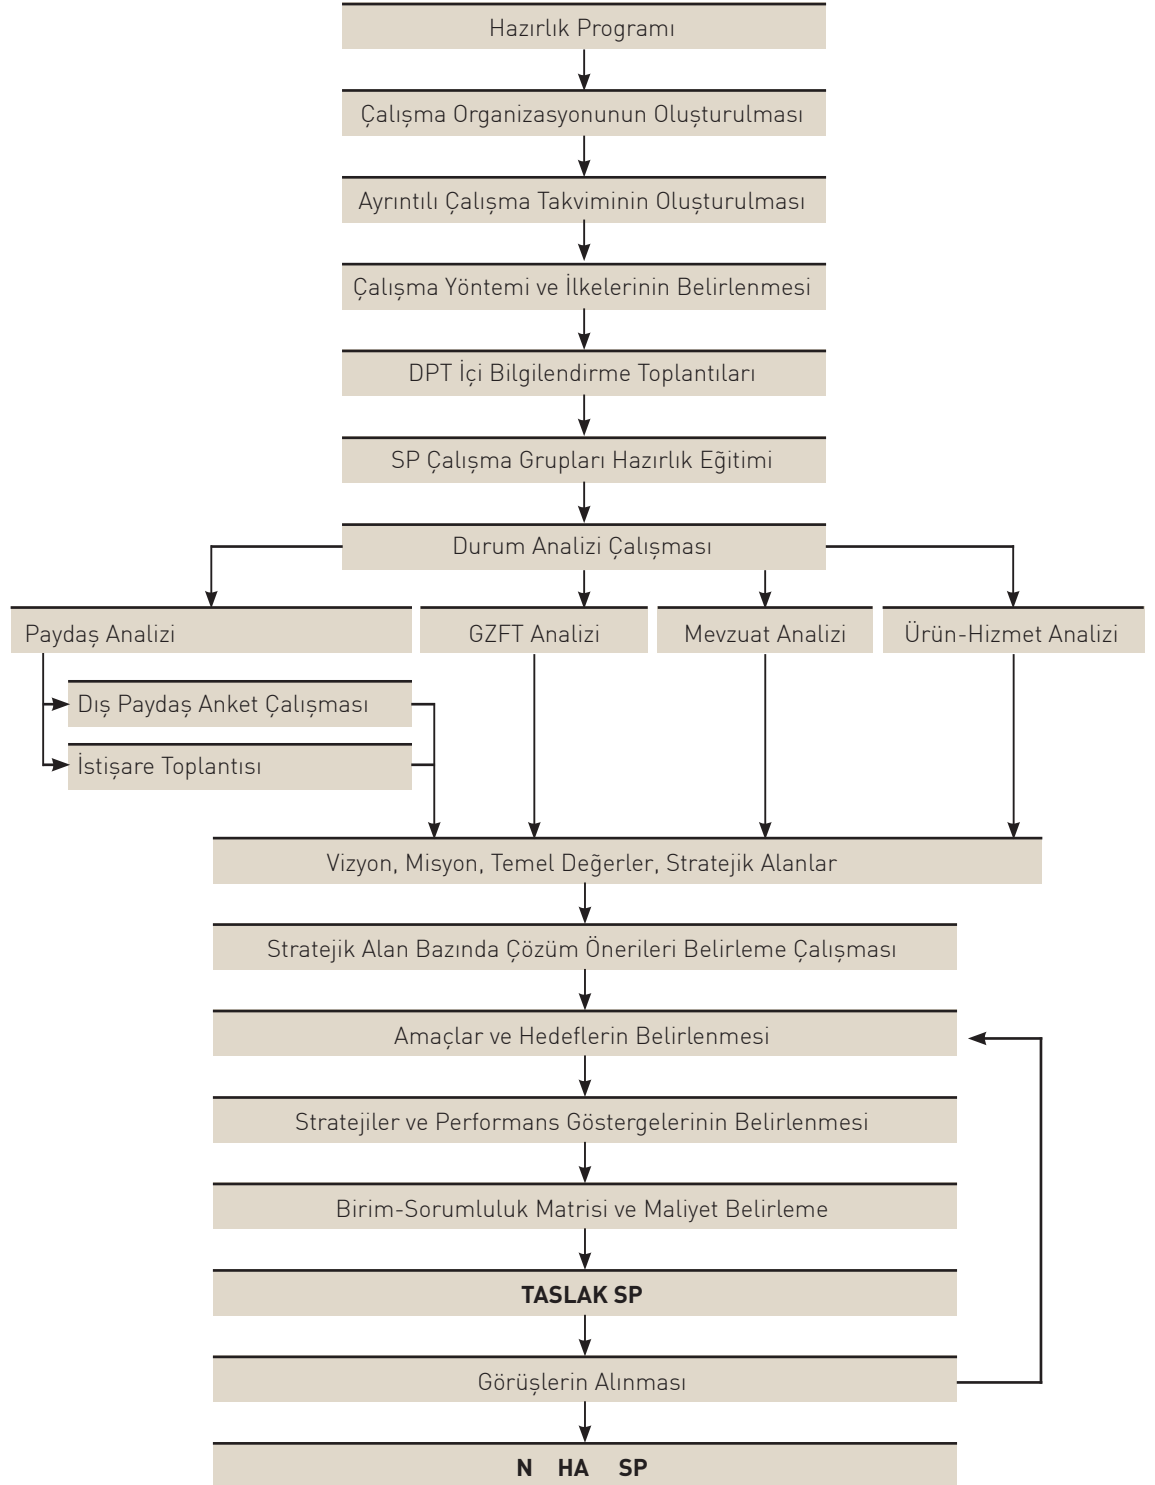 Hazırlık Programı
Çalışma Organizasyonunun Oluşturulması
Ayrıntılı Çalışma Takviminin Oluşturulması
Çalışma Yöntemi ve İlkelerinin Belirlenmesi
DPT İçi Bilgilendirme Toplantıları
SP Çalışma Grupları Hazırlık Eğitimi
Durum Analizi Çalışması
Paydaş Analizi
GZFT Analizi
Mevzuat Analizi
Ürün-Hizmet Analizi
Dış Paydaş Anket Çalışması
İstişare Toplantısı
Vizyon, Misyon, Temel Değerler, Stratejik Alanlar
Stratejik Alan Bazında Çözüm Önerileri Belirleme Çalışması
Amaçlar ve Hedeflerin Belirlenmesi
Stratejiler ve Performans Göstergelerinin Belirlenmesi
Birim-Sorumluluk Matrisi ve Maliyet Belirleme
TASLAK SP
Görüşlerin Alınması
N HA SP